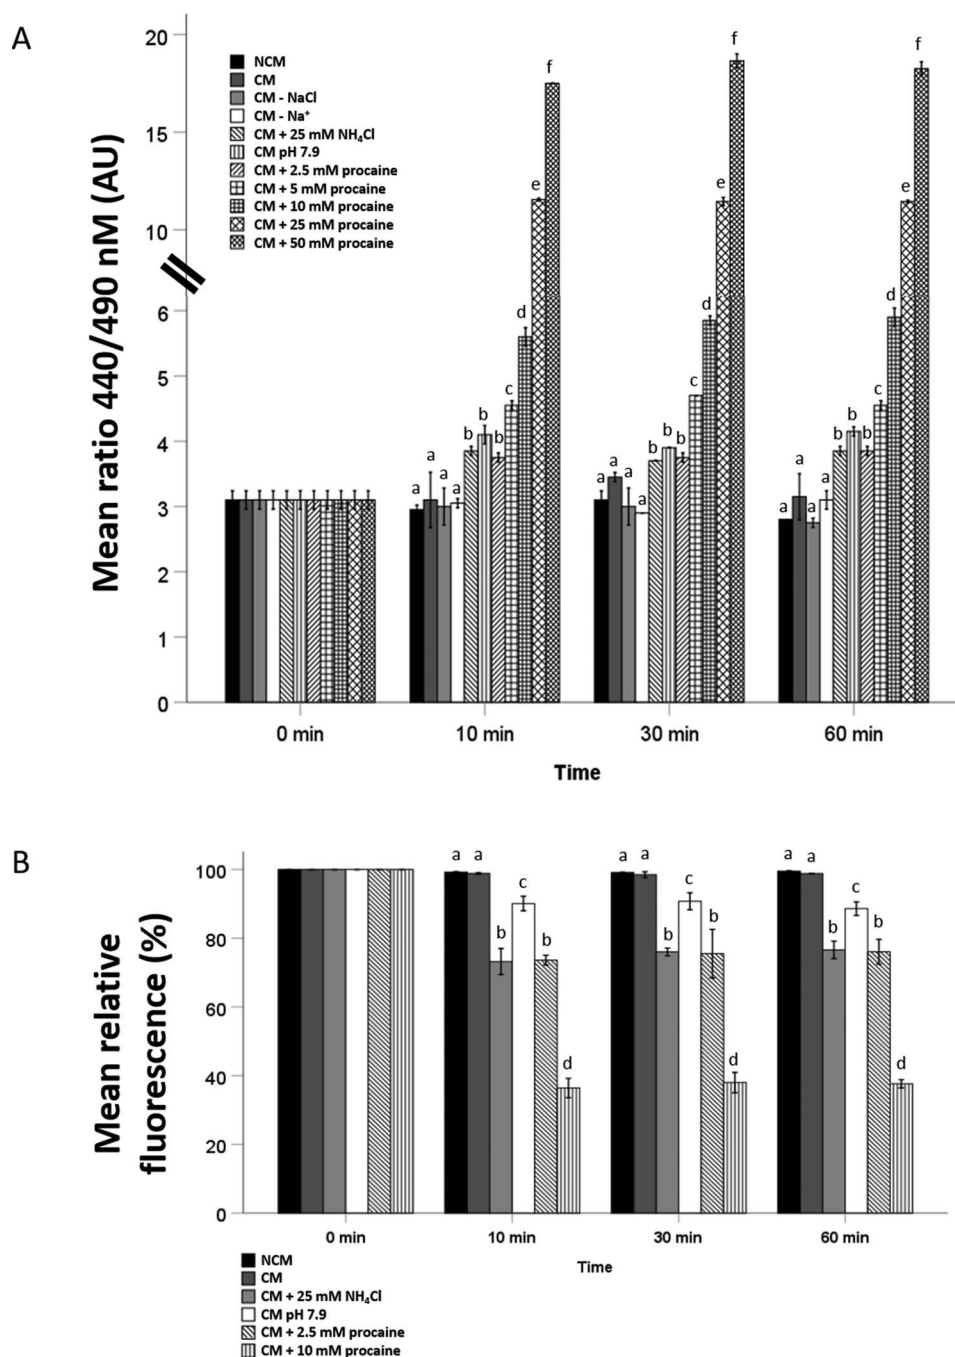 A
Mean ratio 440/490 nM (AU)
20
15
10
6
5
4
3
2
1
0
NCM
CM
CM - NaCl
CM - Na⁺
CM + 25 mM NH₄Cl
CM pH 7.9
CM + 2.5 mM procaine
CM + 5 mM procaine
CM + 10 mM procaine
CM + 25 mM procaine
CM + 50 mM procaine
a a a a b b b c d e f
a a a a b b b c d e f
a a a a b b b c d e f
0 min 10 min 30 min 60 min
Time
B
Mean relative
fluorescence (%)
100
80
60
40
20
0
a a b c b d
a a b c b d
a a b c b d
0 min 10 min 30 min 60 min
Time
NCM
CM
CM + 25 mM NH₄Cl
CM pH 7.9
CM + 2.5 mM procaine
CM + 10 mM procaine